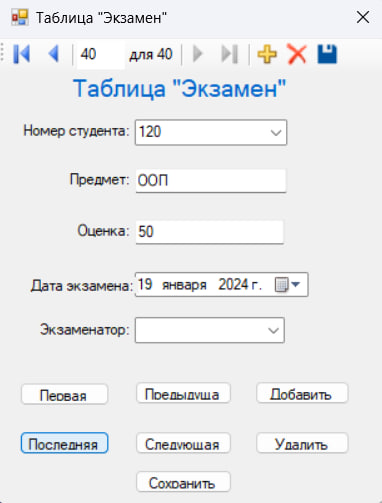 Таблица "Экзамен"
40 для 40
Таблица "Экзамен"
Номер студента: 120
Предмет: ООП
Оценка: 50
Дата экзамена: 19 января 2024 г.
Экзаменатор:
Первая Предыдуща Добавить
Последняя Следующая Удалить
Сохранить